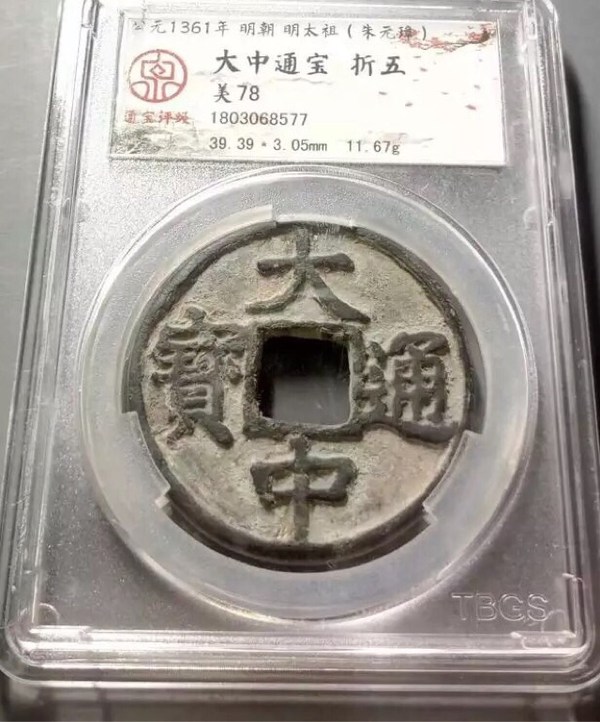 公元1361年 明朝 明太祖（朱元璋）
大中通宝 折五
美78
通宝评级
1803068577
39.39*3.05mm 11.67g
大中通寳
TBGS